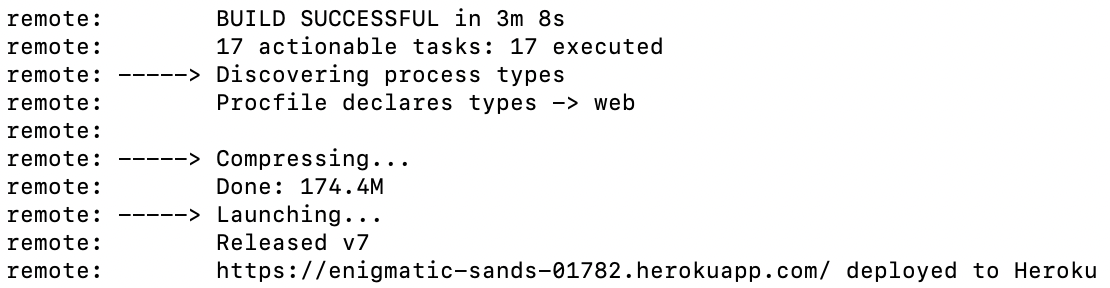 remote:        BUILD SUCCESSFUL in 3m 8s
remote:        17 actionable tasks: 17 executed
remote: -----> Discovering process types
remote:        Procfile declares types -> web
remote:
remote: -----> Compressing...
remote:        Done: 174.4M
remote: -----> Launching...
remote:        Released v7
remote:        https://enigmatic-sands-01782.herokuapp.com/ deployed to Heroku